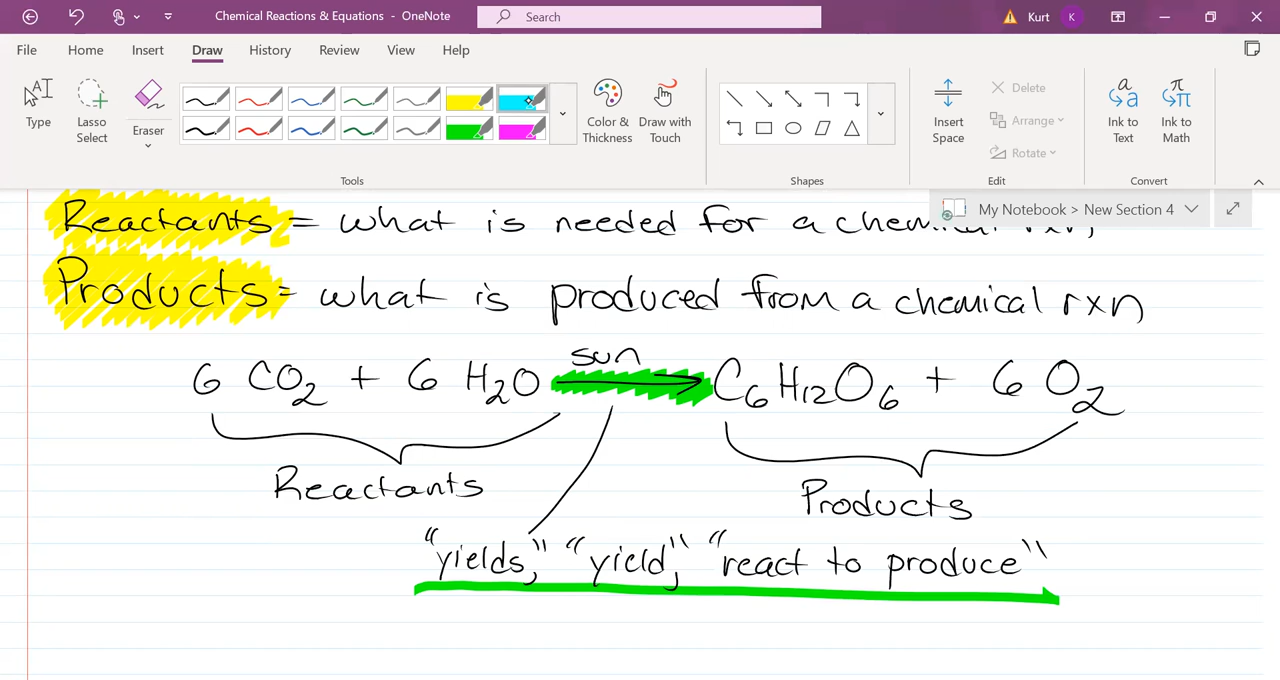 Chemical Reactions & Equations - OneNote
Search
Kurt K
File Home Insert Draw History Review View Help
Type
Lasso Select
Eraser
Color & Thickness
Draw with Touch
Insert Space
Delete
Arrange
Rotate
Ink to Text
Ink to Math
Tools Shapes Edit Convert
My Notebook > New Section 4
Reactants = what is needed for a chem
Products = what is produced from a chemical rxn
sun
6 CO₂ + 6 H₂O → C₆H₁₂O₆ + 6 O₂
Reactants
Products
"yields," "yield," "react to produce"